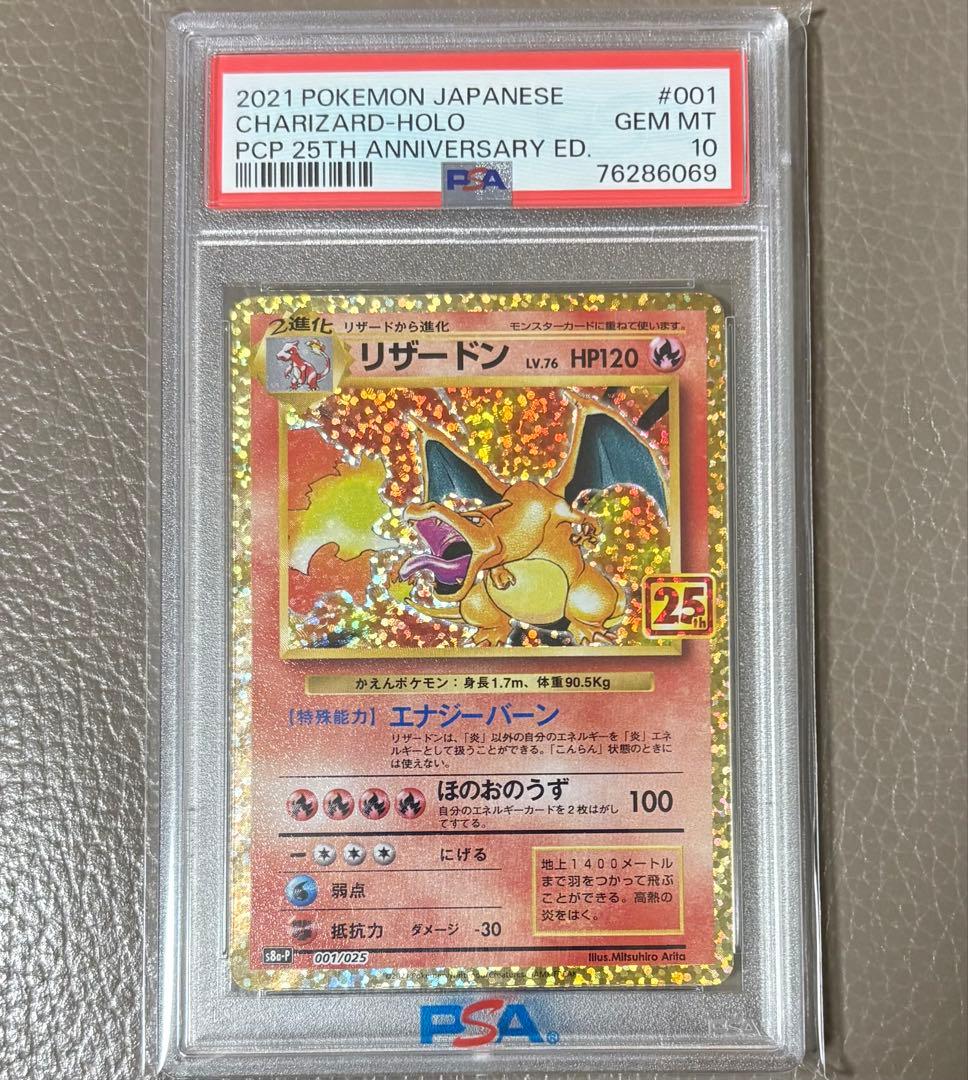 2021 POKEMON JAPANESE #001
CHARIZARD-HOLO GEM MT
PCP 25TH ANNIVERSARY ED. 10
PSA 76286069
2進化 リザードから進化 モンスターカードに重ねて使います。
リザードン LV.76 HP120
25th
かえんポケモン：身長1.7m、体重90.5Kg
【特殊能力】 エナジーバーン
リザードンは、「炎」以外の自分のエネルギーを「炎」エネ
ルギーとして扱うことができる。「こんらん」状態のときに
は使えない。
ほのおのうず 100
自分のエネルギーカードを２枚はがし
てすてる。
にげる
弱点
抵抗力 ダメージ -30
地上１４００メートル
まで羽をつかって飛ぶ
ことができる。高熱の
炎をはく。
s8a-P 001/025 Illus.Mitsuhiro Arita
PSA
PSA